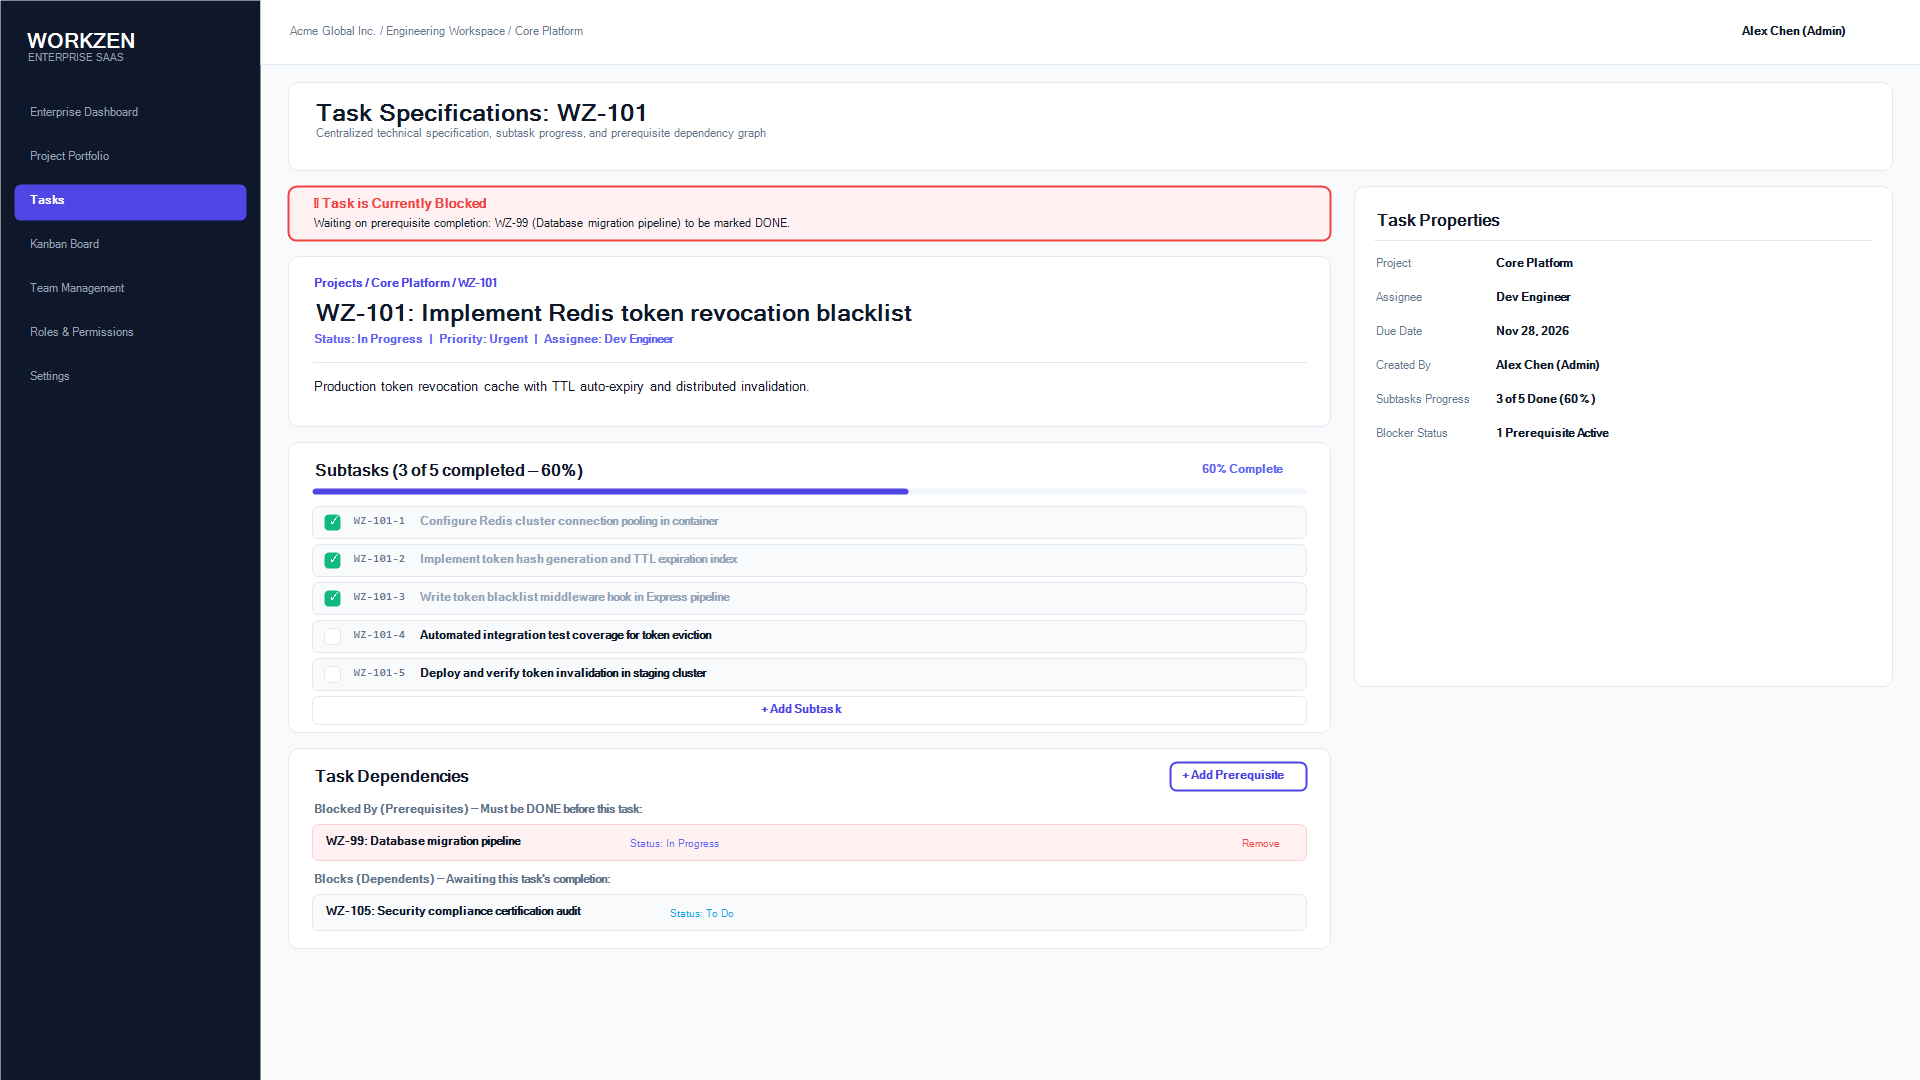 WORKZEN
ENTERPRISE SAAS
Enterprise Dashboard
Project Portfolio
Tasks
Kanban Board
Team Management
Roles & Permissions
Settings
Acme Global Inc. / Engineering Workspace / Core Platform
Alex Chen (Admin)
Task Specifications: WZ-101
Centralized technical specification, subtask progress, and prerequisite dependency graph
Task is Currently Blocked
Waiting on prerequisite completion: WZ-99 (Database migration pipeline) to be marked DONE.
Projects / Core Platform / WZ-101
WZ-101: Implement Redis token revocation blacklist
Status: In Progress | Priority: Urgent | Assignee: Dev Engineer
Production token revocation cache with TTL auto-expiry and distributed invalidation.
Subtasks (3 of 5 completed – 60%)
60% Complete
WZ-101-1 Configure Redis cluster connection pooling in container
WZ-101-2 Implement token hash generation and TTL expiration index
WZ-101-3 Write token blacklist middleware hook in Express pipeline
WZ-101-4 Automated integration test coverage for token eviction
WZ-101-5 Deploy and verify token invalidation in staging cluster
+ Add Subtask
Task Dependencies
+ Add Prerequisite
Blocked By (Prerequisites) – Must be DONE before this task:
WZ-99: Database migration pipeline Status: In Progress Remove
Blocks (Dependents) – Awaiting this task's completion:
WZ-105: Security compliance certification audit Status: To Do
Task Properties
Project Core Platform
Assignee Dev Engineer
Due Date Nov 28, 2026
Created By Alex Chen (Admin)
Subtasks Progress 3 of 5 Done (60%)
Blocker Status 1 Prerequisite Active